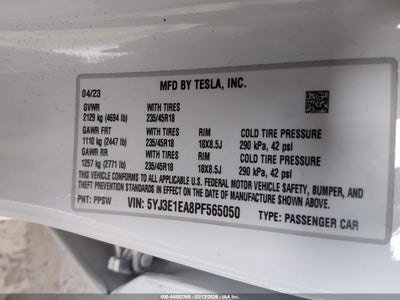 MFD BY TESLA, INC.
04/23
GVWR WITH TIRES
2129 kg (4694 lb) 235/45R18
GAWR FRT WITH TIRES RIM COLD TIRE PRESSURE
1110 kg (2447 lb) 235/45R18 18X8.5J 290 kPa, 42 psi
GAWR RR WITH TIRES RIM COLD TIRE PRESSURE
1257 kg (2771 lb) 235/45R18 18X8.5J 290 kPa, 42 psi
THIS VEHICLE CONFORMS TO ALL APPLICABLE FEDERAL MOTOR VEHICLE SAFETY, BUMPER, AND
THEFT PREVENTION STANDARDS IN EFFECT ON THE DATE OF MANUFACTURE SHOWN ABOVE.
PNT: PPSW VIN: 5YJ3E1EA8PF565050 TYPE: PASSENGER CAR